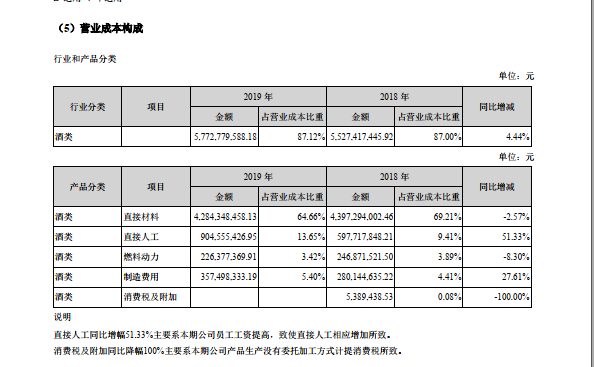 （5）营业成本构成
行业和产品分类
单位：元
行业分类 项目 2019 年 2018 年 同比增减
金额 占营业成本比重 金额 占营业成本比重
酒类 5,772,779,588.18 87.12% 5,527,417,445.92 87.00% 4.44%
单位：元
产品分类 项目 2019 年 2018 年 同比增减
金额 占营业成本比重 金额 占营业成本比重
酒类 直接材料 4,284,348,458.13 64.66% 4,397,294,002.46 69.21% -2.57%
酒类 直接人工 904,555,426.95 13.65% 597,717,848.21 9.41% 51.33%
酒类 燃料动力 226,377,369.91 3.42% 246,871,521.50 3.89% -8.30%
酒类 制造费用 357,498,333.19 5.40% 280,144,635.22 4.41% 27.61%
酒类 消费税及附加 5,389,438.53 0.08% -100.00%
说明
直接人工同比增幅51.33%主要系本期公司员工工资提高，致使直接人工相应增加所致。
消费税及附加同比降幅100%主要系本期公司产品生产没有委托加工方式计提消费税所致。